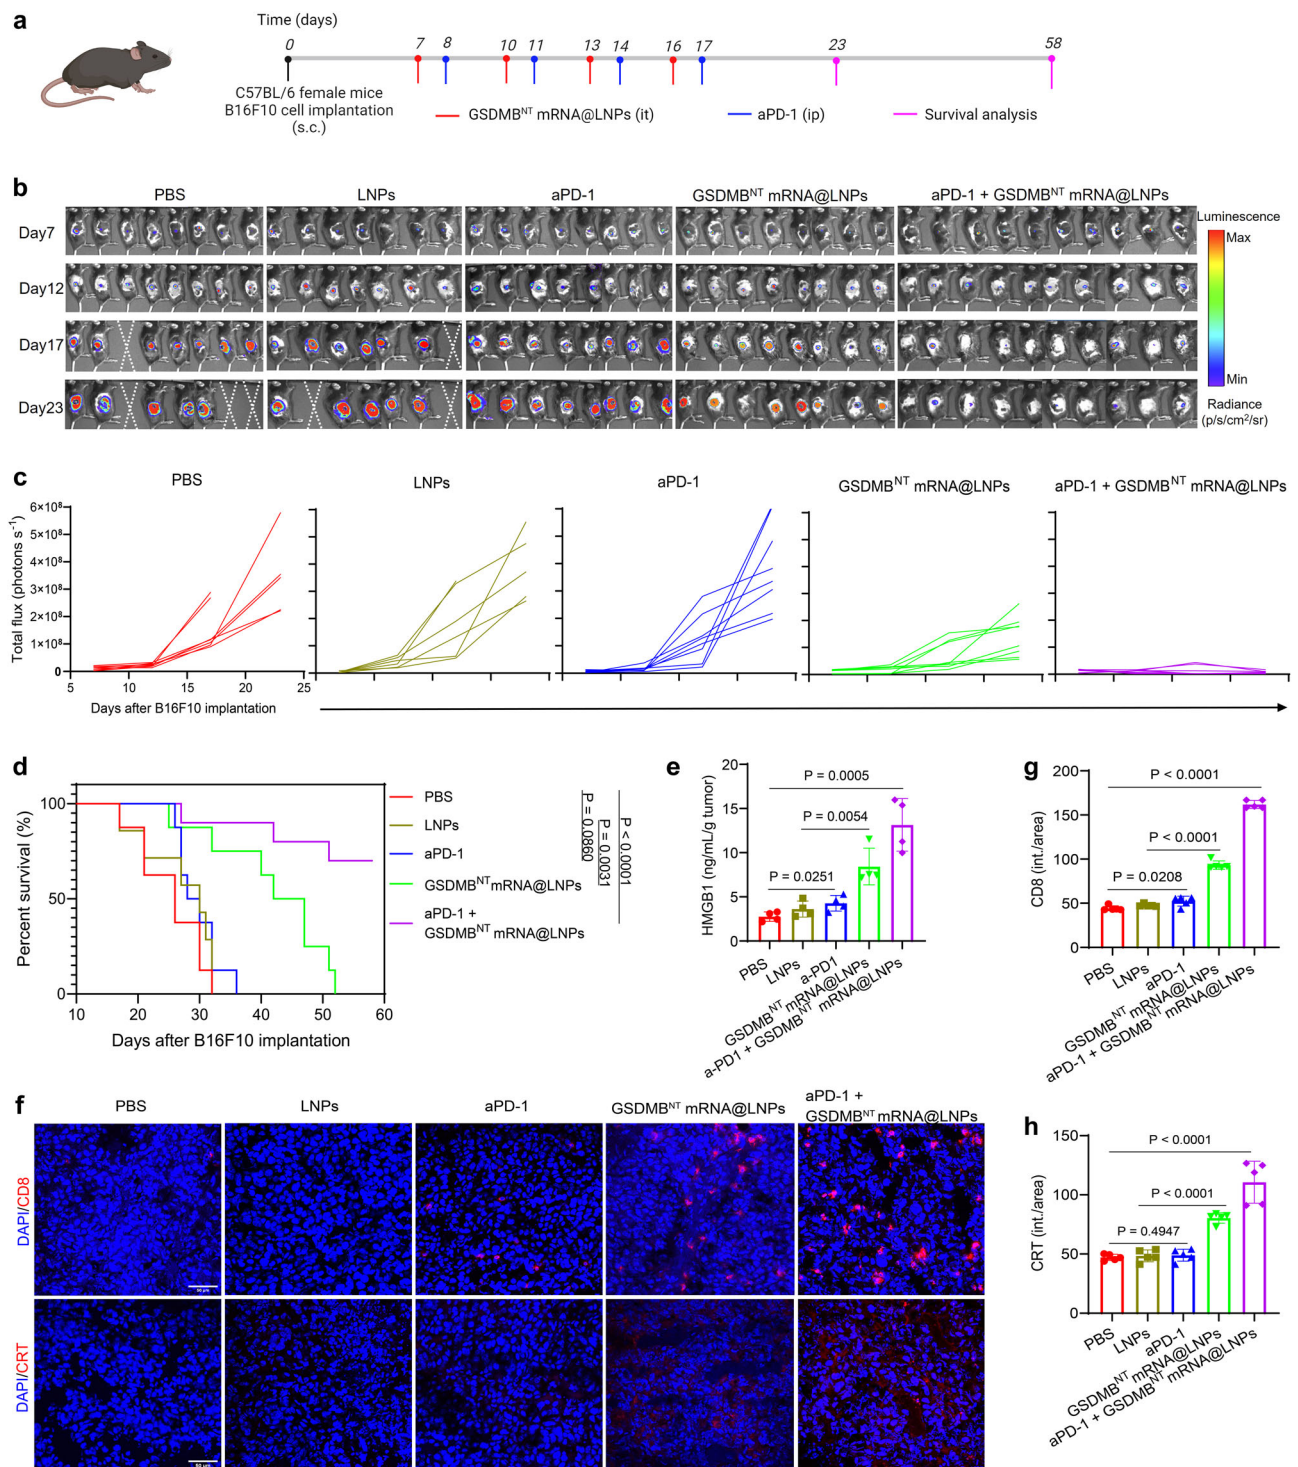 a
Time (days)
0 7 8 10 11 13 14 16 17 23 58
C57BL/6 female mice
B16F10 cell implantation
(s.c.)
GSDMBᴺᵀ mRNA@LNPs (it)
aPD-1 (ip)
Survival analysis
b
PBS LNPs aPD-1 GSDMBᴺᵀ mRNA@LNPs aPD-1 + GSDMBᴺᵀ mRNA@LNPs
Luminescence
Max
Min
Radiance
(p/s/cm²/sr)
Day7
Day12
Day17
Day23
c
PBS LNPs aPD-1 GSDMBᴺᵀ mRNA@LNPs aPD-1 + GSDMBᴺᵀ mRNA@LNPs
Total flux (photons s⁻¹)
6×10⁸
5×10⁸
4×10⁸
3×10⁸
2×10⁸
1×10⁸
0
5 10 15 20 25
Days after B16F10 implantation
d
Percent survival (%)
100
50
0
10 20 30 40 50 60
Days after B16F10 implantation
PBS
LNPs
aPD-1
GSDMBᴺᵀ mRNA@LNPs
aPD-1 +
GSDMBᴺᵀ mRNA@LNPs
P = 0.0860
P = 0.0031
P < 0.0001
e
HMGB1 (ng/mL/g tumor)
20
15
10
5
0
P = 0.0005
P = 0.0054
P = 0.0251
PBS
LNPs
a-PD1
GSDMBᴺᵀ mRNA@LNPs
a-PD1 + GSDMBᴺᵀ mRNA@LNPs
g
CD8 (int./area)
200
150
100
50
0
P < 0.0001
P < 0.0001
P = 0.0208
PBS
LNPs
aPD-1
GSDMBᴺᵀ mRNA@LNPs
aPD-1 + GSDMBᴺᵀ mRNA@LNPs
f
PBS LNPs aPD-1 GSDMBᴺᵀ mRNA@LNPs
aPD-1 +
GSDMBᴺᵀ mRNA@LNPs
DAPI/CD8
50 μm
DAPI/CRT
50 μm
h
CRT (int./area)
150
100
50
0
P < 0.0001
P < 0.0001
P = 0.4947
PBS
LNPs
aPD-1
GSDMBᴺᵀ mRNA@LNPs
aPD-1 + GSDMBᴺᵀ mRNA@LNPs